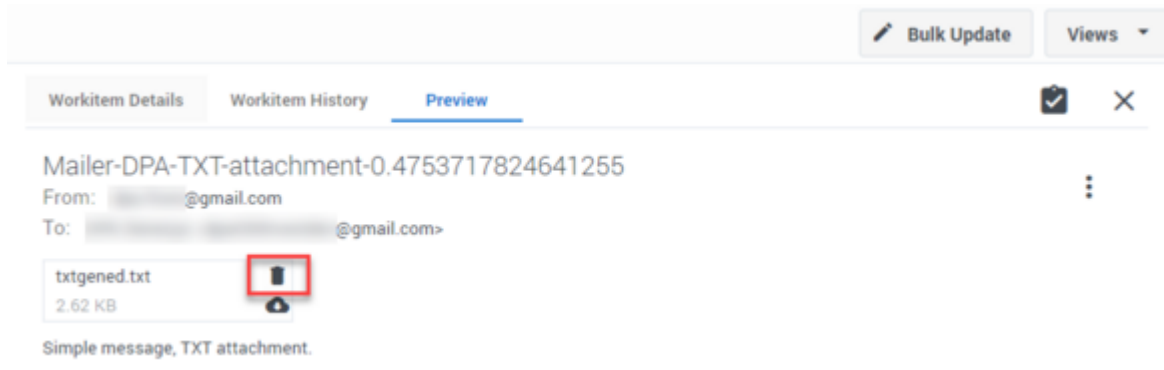 Bulk Update
Views
Workitem Details
Workitem History
Preview
Mailer-DPA-TXT-attachment-0.4753717824641255
From: @gmail.com
To: @gmail.com>
txtgened.txt
2.62 KB
Simple message, TXT attachment.